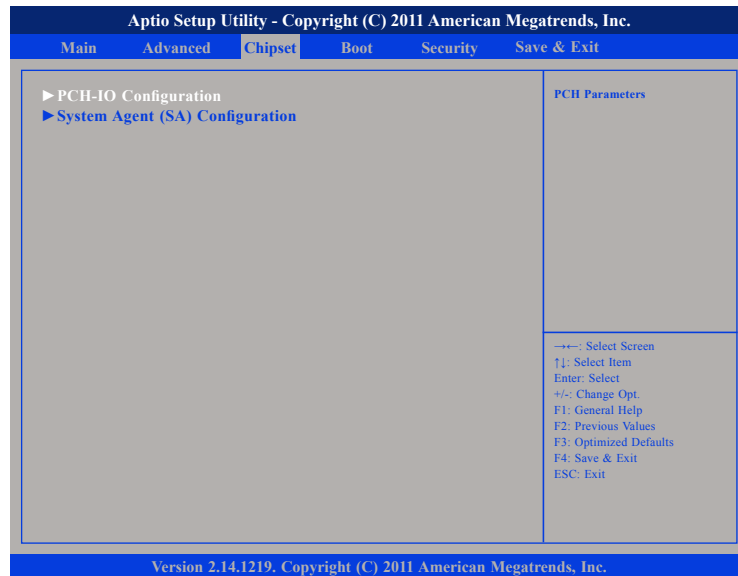 Aptio Setup Utility - Copyright (C) 2011 American Megatrends, Inc.
Main Advanced Chipset Boot Security Save & Exit
►PCH-IO Configuration
►System Agent (SA) Configuration
PCH Parameters
→←: Select Screen
↑↓: Select Item
Enter: Select
+/-: Change Opt.
F1: General Help
F2: Previous Values
F3: Optimized Defaults
F4: Save & Exit
ESC: Exit
Version 2.14.1219. Copyright (C) 2011 American Megatrends, Inc.